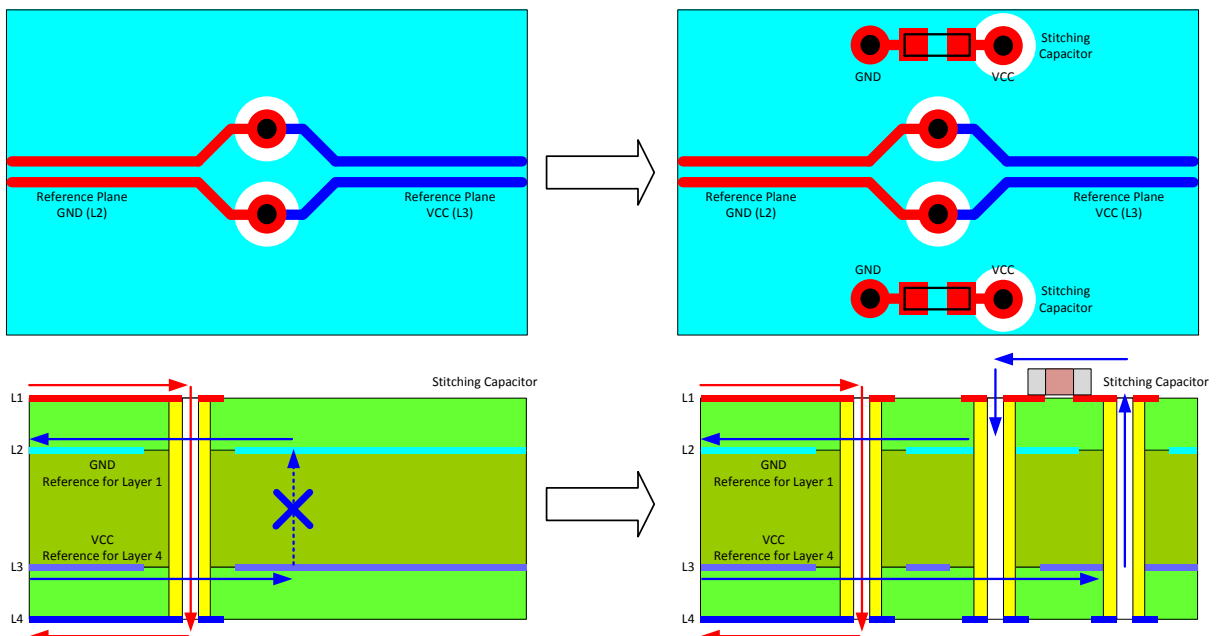 Reference Plane
GND (L2)
Reference Plane
VCC (L3)
GND
VCC
Stitching
Capacitor
Reference Plane
GND (L2)
Reference Plane
VCC (L3)
GND
VCC
Stitching
Capacitor
Stitching Capacitor
L1
L2
GND
Reference for Layer 1
VCC
Reference for Layer 4
L3
L4
Stitching Capacitor
L1
L2
GND
Reference for Layer 1
VCC
Reference for Layer 4
L3
L4